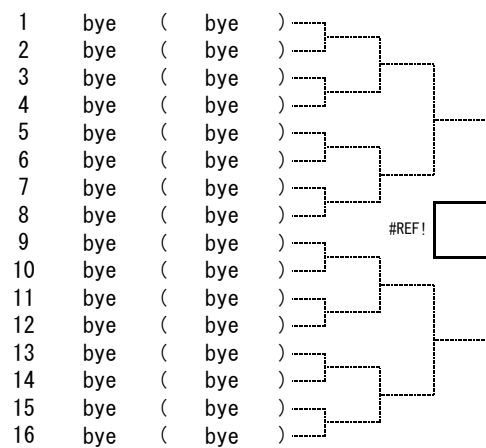 1 bye ( bye )
2 bye ( bye )
3 bye ( bye )
4 bye ( bye )
5 bye ( bye )
6 bye ( bye )
7 bye ( bye )
8 bye ( bye )
#REF!
9 bye ( bye )
10 bye ( bye )
11 bye ( bye )
12 bye ( bye )
13 bye ( bye )
14 bye ( bye )
15 bye ( bye )
16 bye ( bye )